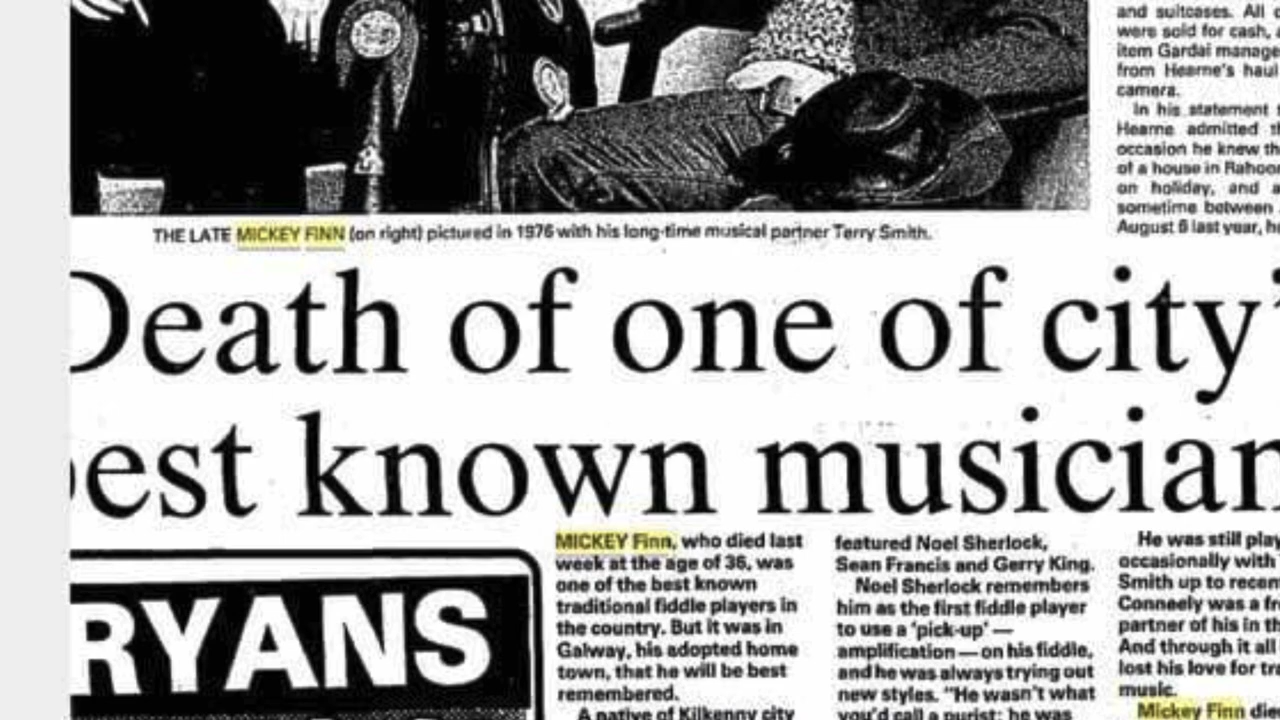 THE LATE MICKEY FINN (on right) pictured in 1976 with his long-time musical partner Terry Smith.
Death of one of city'
best known musician
RYANS
MICKEY Finn, who died last
week at the age of 36, was
one of the best known
traditional fiddle players in
the country. But it was in
Galway, his adopted home
town, that he will be best
remembered.
A native of Kilkenny city
featured Noel Sherlock,
Sean Francis and Gerry King.
Noel Sherlock remembers
him as the first fiddle player
to use a 'pick-up' —
amplification — on his fiddle,
and he was always trying out
new styles. "He wasn't what
you'd call a purist; he was
He was still play
occasionally with
Smith up to recen
Conneely was a fr
partner of his in th
And through it all
lost his love for tra
music.
Mickey Finn died
and suitcases. All
were sold for cash, a
item Gardai manage
from Hearne's haul
camera.
In his statement
Hearne admitted th
occasion he knew th
of a house in Rahoon
on holiday, and a
sometime between
August 6 last year, he